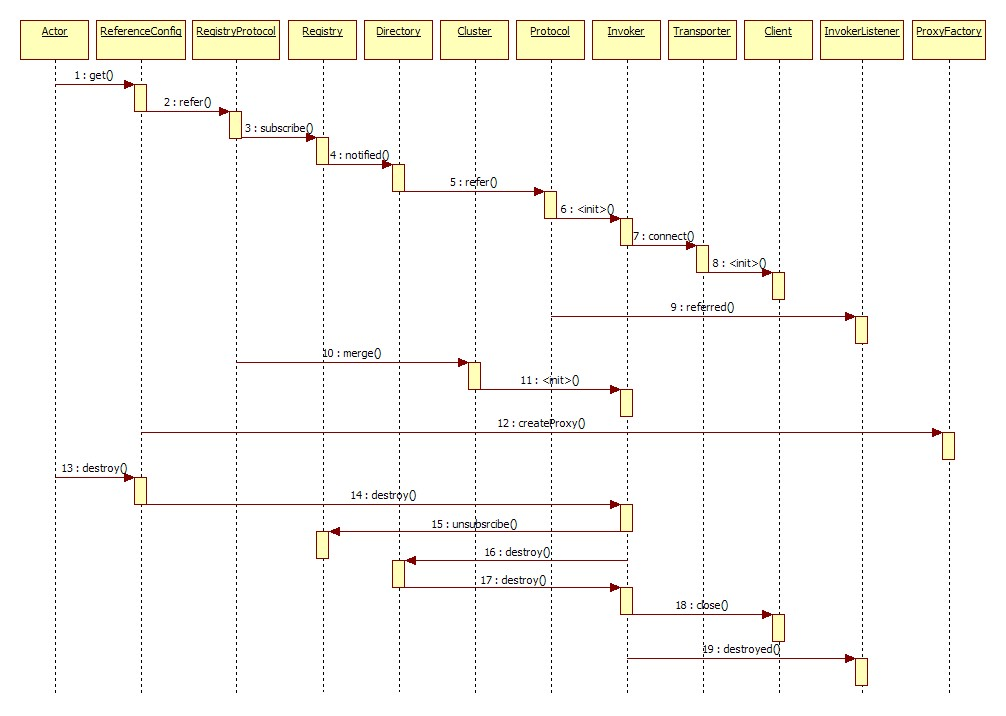 Actor
ReferenceConfig
RegistryProtocol
Registry
Directory
Cluster
Protocol
Invoker
Transporter
Client
InvokerListener
ProxyFactory
1 : get()
2 : refer()
3 : subscribe()
4 : notified()
5 : refer()
6 : <init>()
7 : connect()
8 : <init>()
9 : referred()
10 : merge()
11 : <init>()
12 : createProxy()
13 : destroy()
14 : destroy()
15 : unsubsrcibe()
16 : destroy()
17 : destroy()
18 : close()
19 : destroyed()